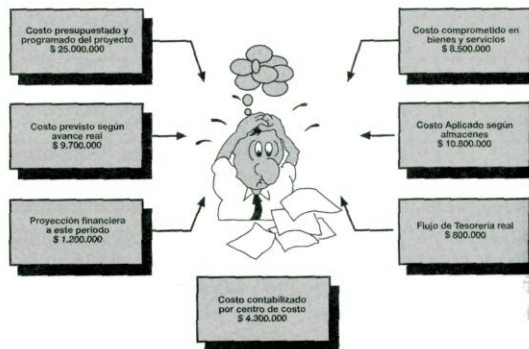 Costo presupuestado y
programado del proyecto
$ 25.000.000
Costo comprometido en
bienes y servicios
$ 8.500.000
Costo previsto según
avance real
$ 9.700.000
Costo Aplicado según
almacenes
$ 10.800.000
Proyección financiera
a este período
$ 1.200.000
Flujo de Tesorería real
$ 800.000
Costo contabilizado
por centro de costo
$ 4.300.000